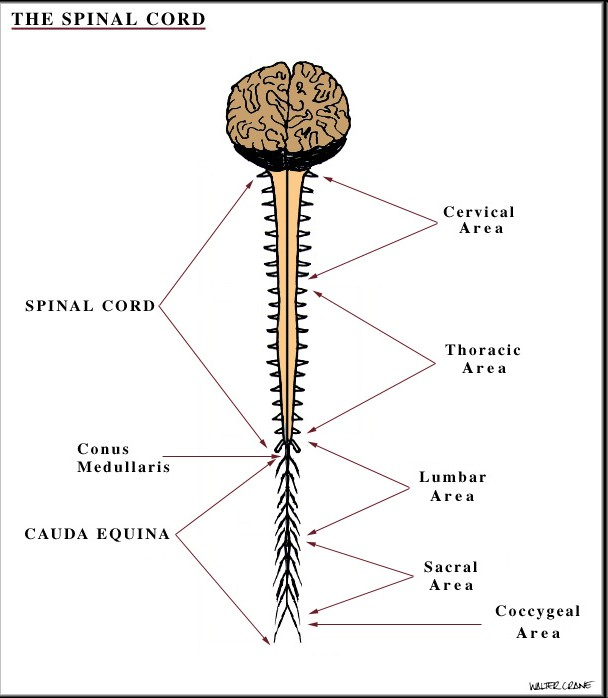 THE SPINAL CORD
Cervical
Area
SPINAL CORD
Thoracic
Area
Conus
Medullaris
Lumbar
Area
CAUDA EQUINA
Sacral
Area
Coccygeal
Area
WALTER CRANE